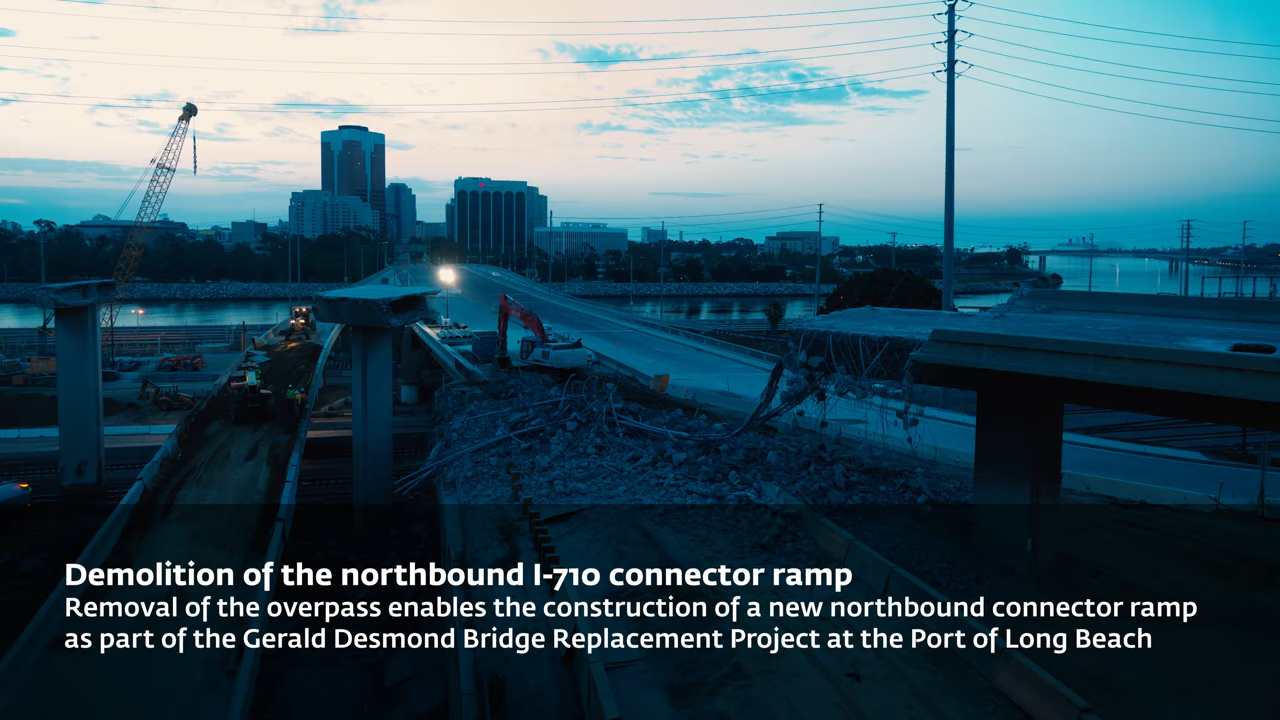 Demolition of the northbound I-710 connector ramp
Removal of the overpass enables the construction of a new northbound connector ramp
as part of the Gerald Desmond Bridge Replacement Project at the Port of Long Beach